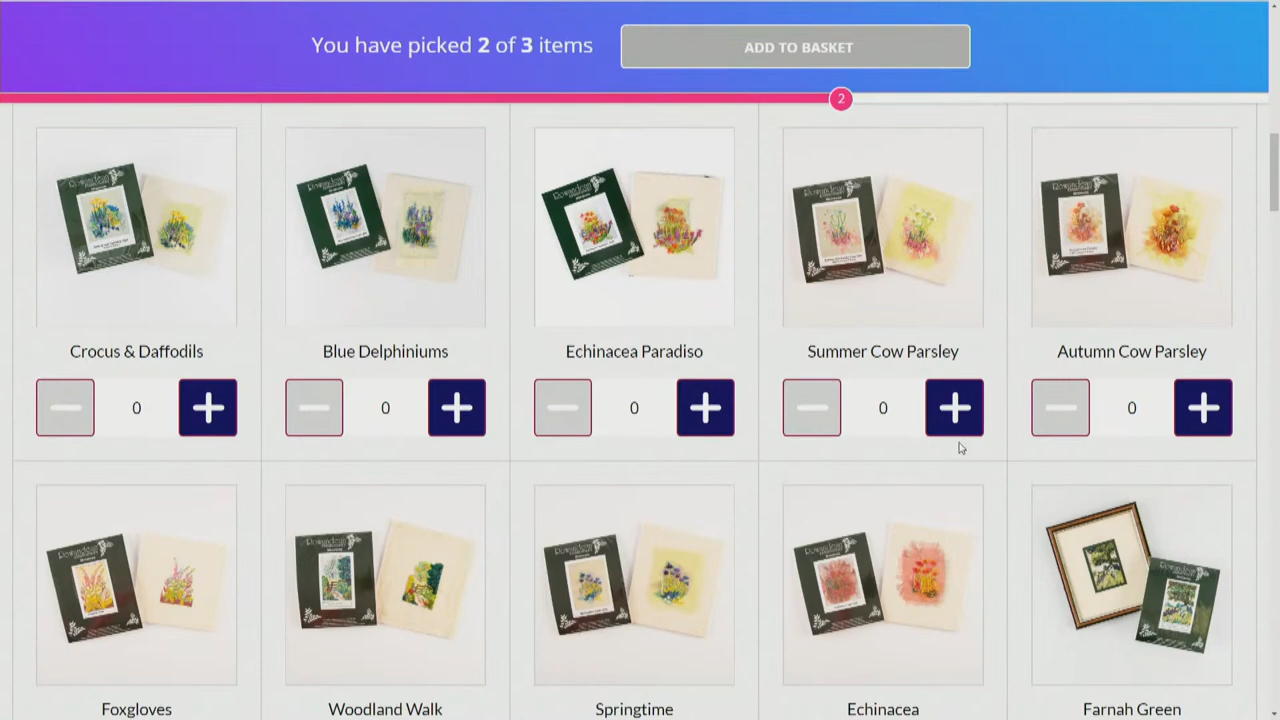 You have picked 2 of 3 items
ADD TO BASKET
2
Crocus & Daffodils
Blue Delphiniums
Echinacea Paradiso
Summer Cow Parsley
Autumn Cow Parsley
0
0
0
0
0
Foxgloves
Woodland Walk
Springtime
Echinacea
Farnah Green